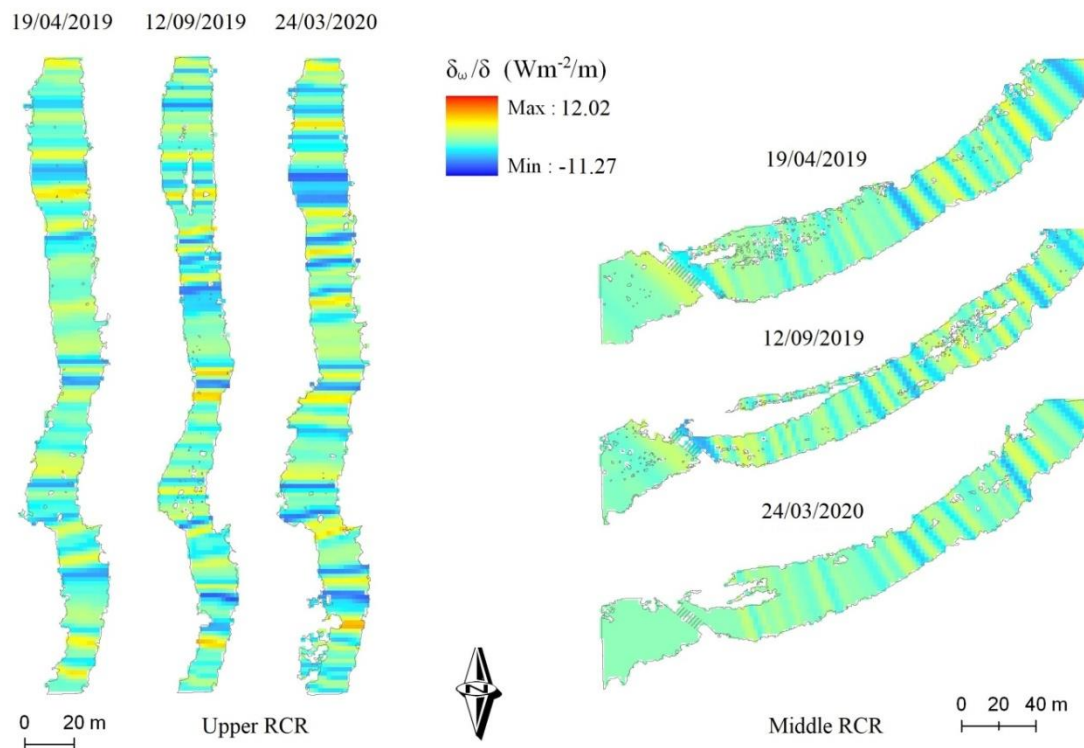 19/04/2019 12/09/2019 24/03/2020
δω/δ (Wm-2/m)
Max : 12.02
Min : -11.27
19/04/2019
12/09/2019
24/03/2020
N
0 20 m
Upper RCR
Middle RCR
0 20 40 m